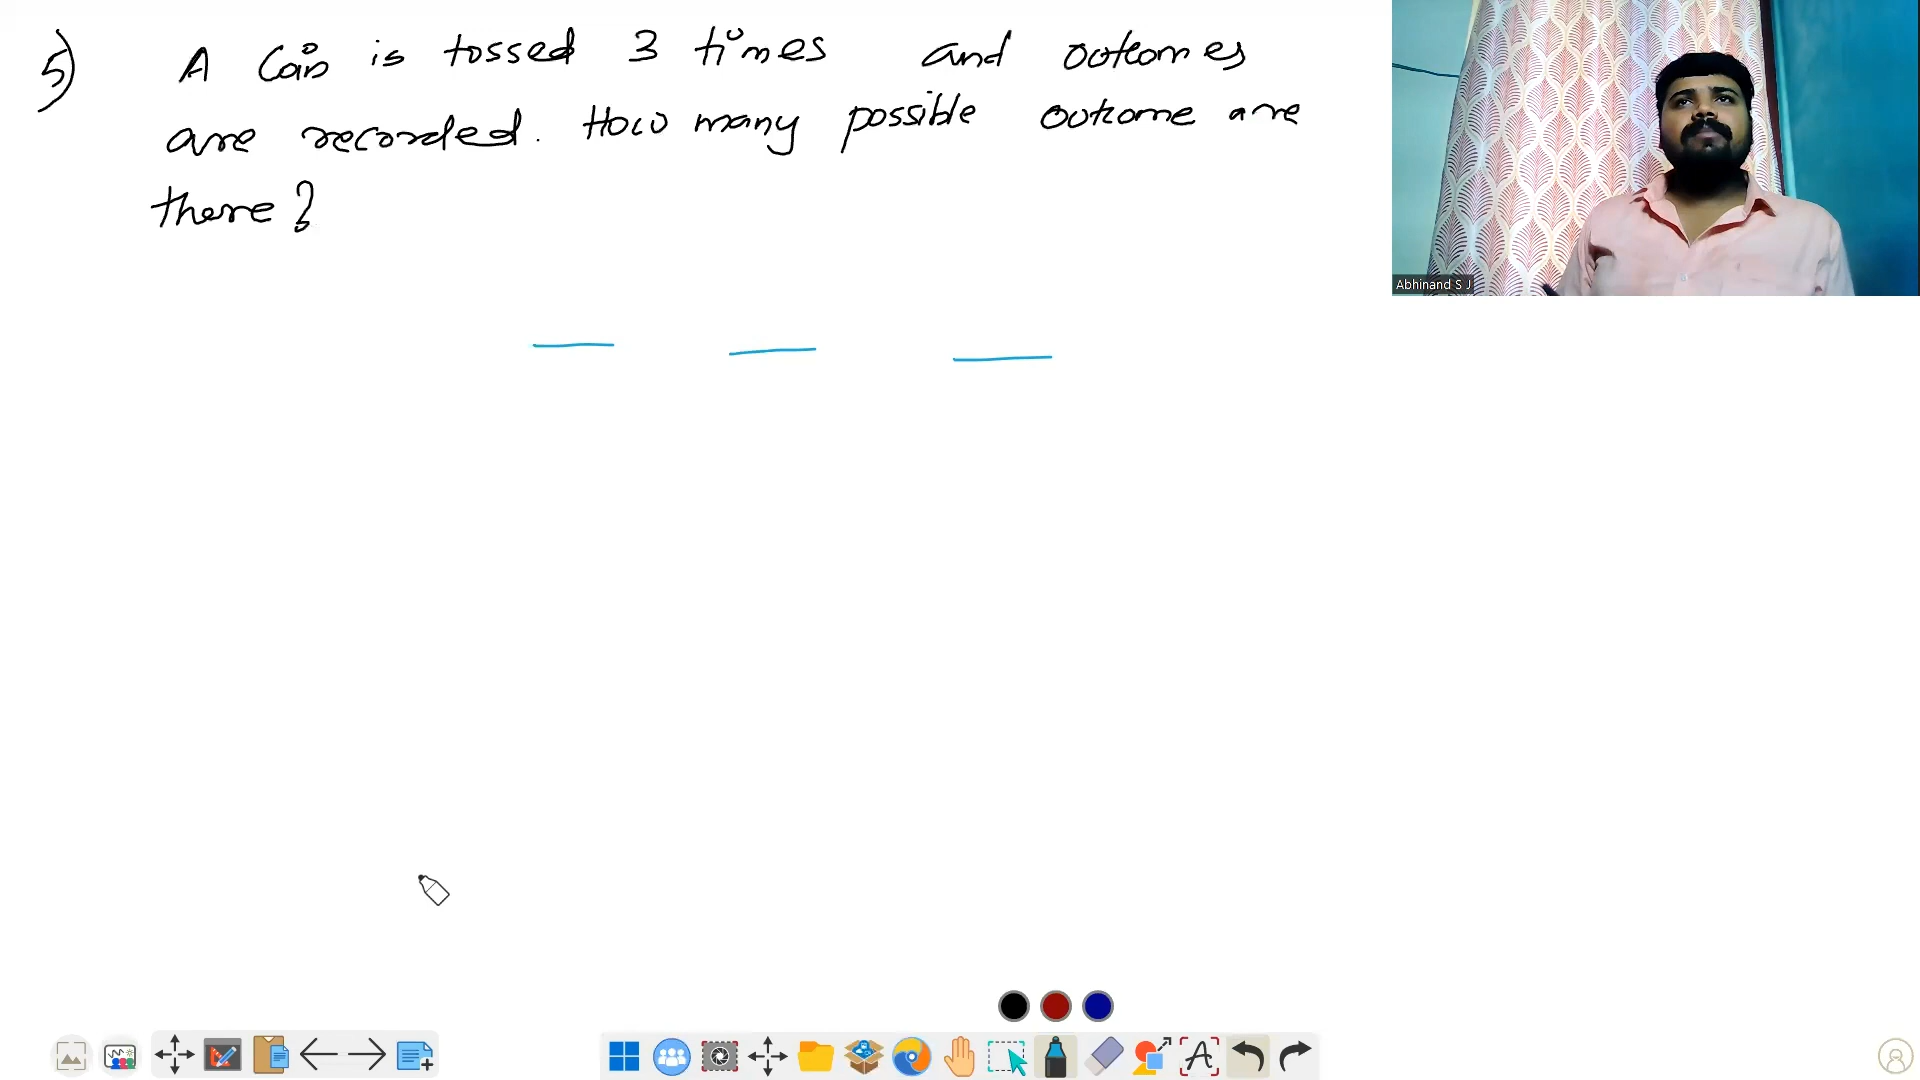 5) A Coin is tossed 3 times and outcomes
are recorded. How many possible outcome are
there?
Abhinand S J